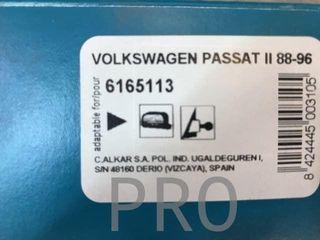 VOLKSWAGEN PASSAT II 88-96
adaptable for/pour
6165113
C.ALKAR S.A. POL. IND. UGALDEGUREN I,
S/N 48160 DERIO (VIZCAYA), SPAIN
8 424445 003105
PRO